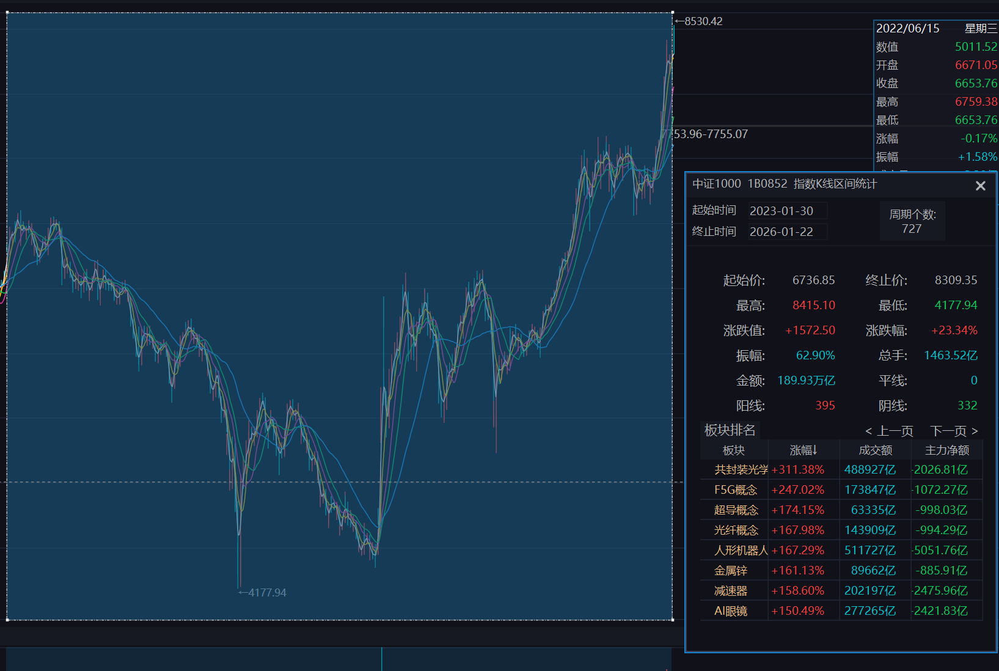 ←8530.42
2022/06/15 星期三
数值 5011.52
开盘 6671.05
收盘 6653.76
最高 6759.38
最低 6653.76
涨幅 -0.17%
振幅 +1.58%
7753.96-7755.07
←4177.94
中证1000 1B0852 指数K线区间统计
起始时间 2023-01-30
终止时间 2026-01-22
周期个数:
727
起始价: 6736.85 终止价: 8309.35
最高: 8415.10 最低: 4177.94
涨跌值: +1572.50 涨跌幅: +23.34%
振幅: 62.90% 总手: 1463.52亿
金额: 189.93万亿 平线: 0
阳线: 395 阴线: 332
板块排名 < 上一页 下一页 >
板块 涨幅↓ 成交额 主力净额
共封装光学 +311.38% 488927亿 -2026.81亿
F5G概念 +247.02% 173847亿 -1072.27亿
超导概念 +174.15% 63335亿 -998.03亿
光纤概念 +167.98% 143909亿 -994.29亿
人形机器人 +167.29% 511727亿 -5051.76亿
金属锌 +161.13% 89662亿 -885.91亿
减速器 +158.60% 202197亿 -2475.96亿
AI眼镜 +150.49% 277265亿 -2421.83亿